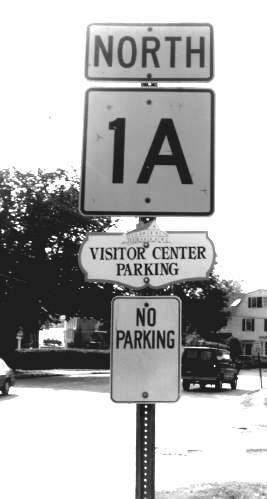 NORTH
1A
VISITOR CENTER
PARKING
NO
PARKING